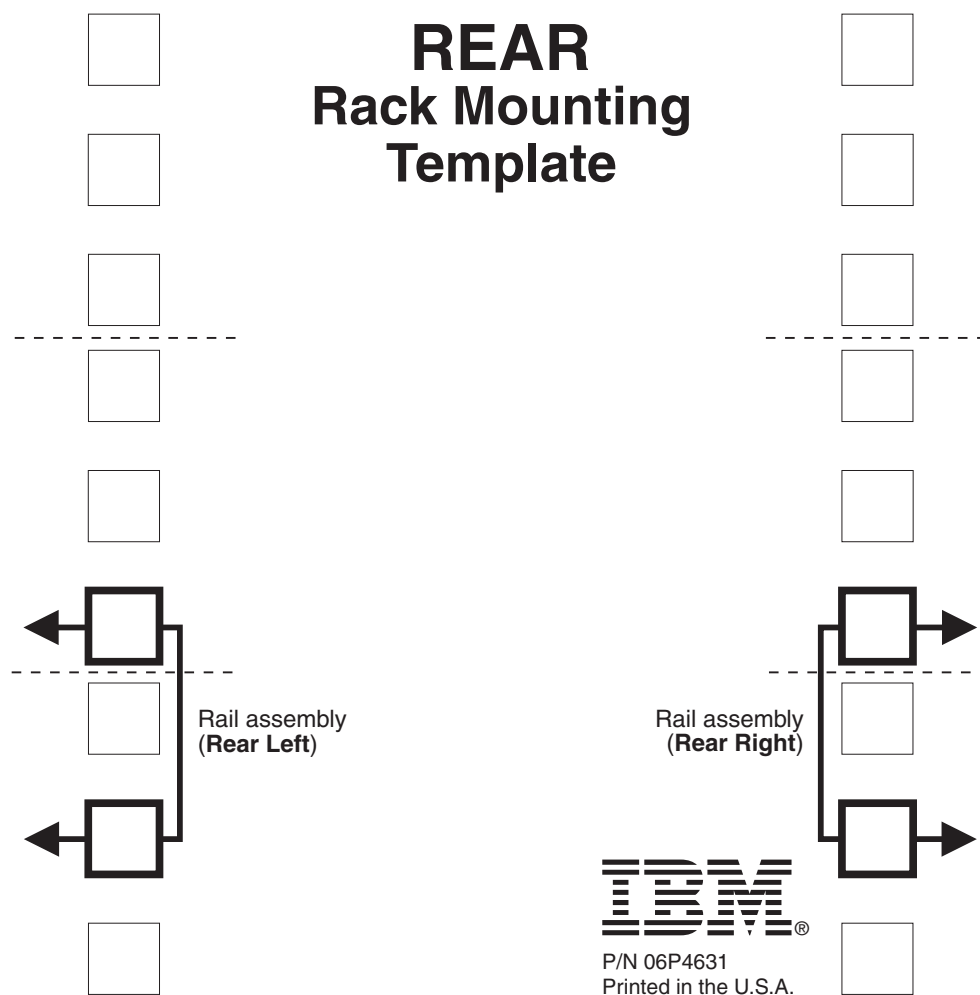 REAR
Rack Mounting
Template
Rail assembly
(Rear Left)
Rail assembly
(Rear Right)
IBM®
P/N 06P4631
Printed in the U.S.A.